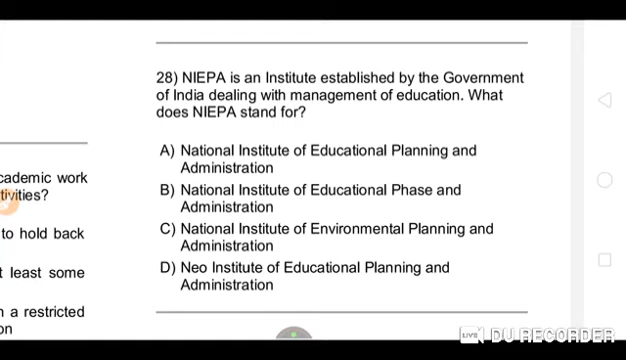 cademic work
tivities?
to hold back
t least some
n a restricted
on
28) NIEPA is an Institute established by the Government
of India dealing with management of education. What
does NIEPA stand for?
A) National Institute of Educational Planning and
Administration
B) National Institute of Educational Phase and
Administration
C) National Institute of Environmental Planning and
Administration
D) Neo Institute of Educational Planning and
Administration
LIVE DU RECORDER